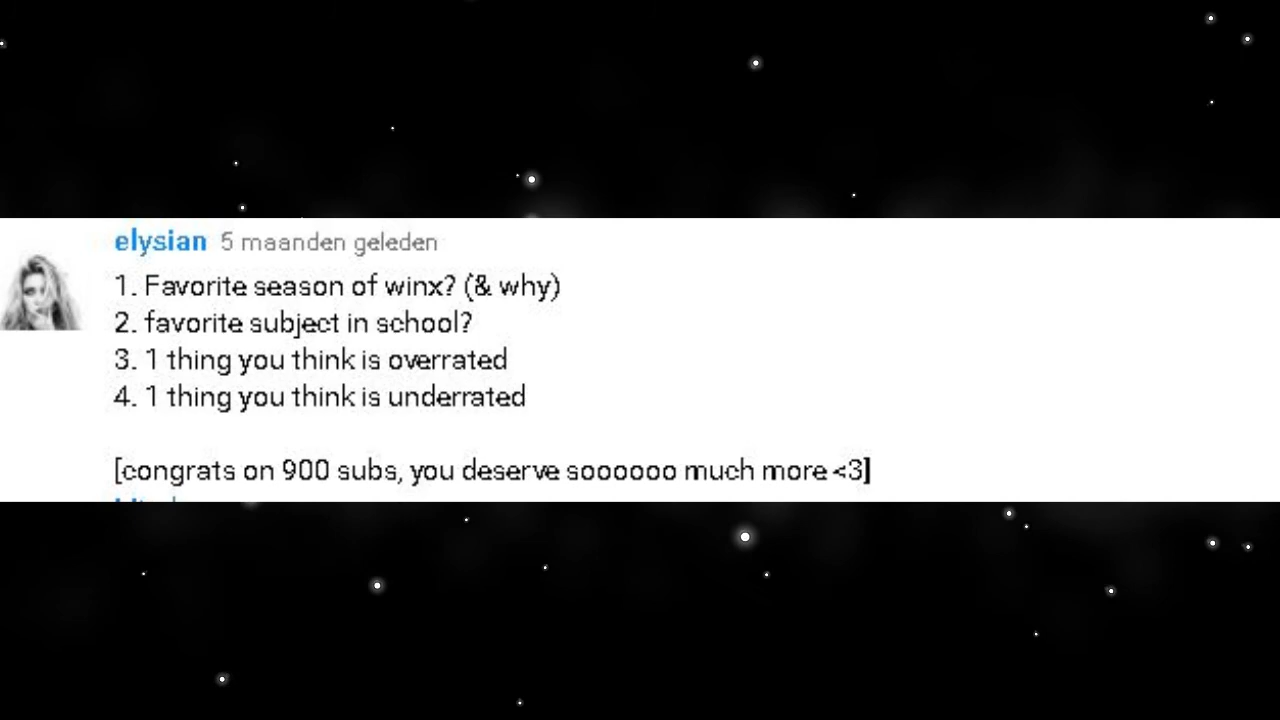 elysian 5 maanden geleden
1. Favorite season of winx? (& why)
2. favorite subject in school?
3. 1 thing you think is overrated
4. 1 thing you think is underrated
[congrats on 900 subs, you deserve soooooo much more <3]